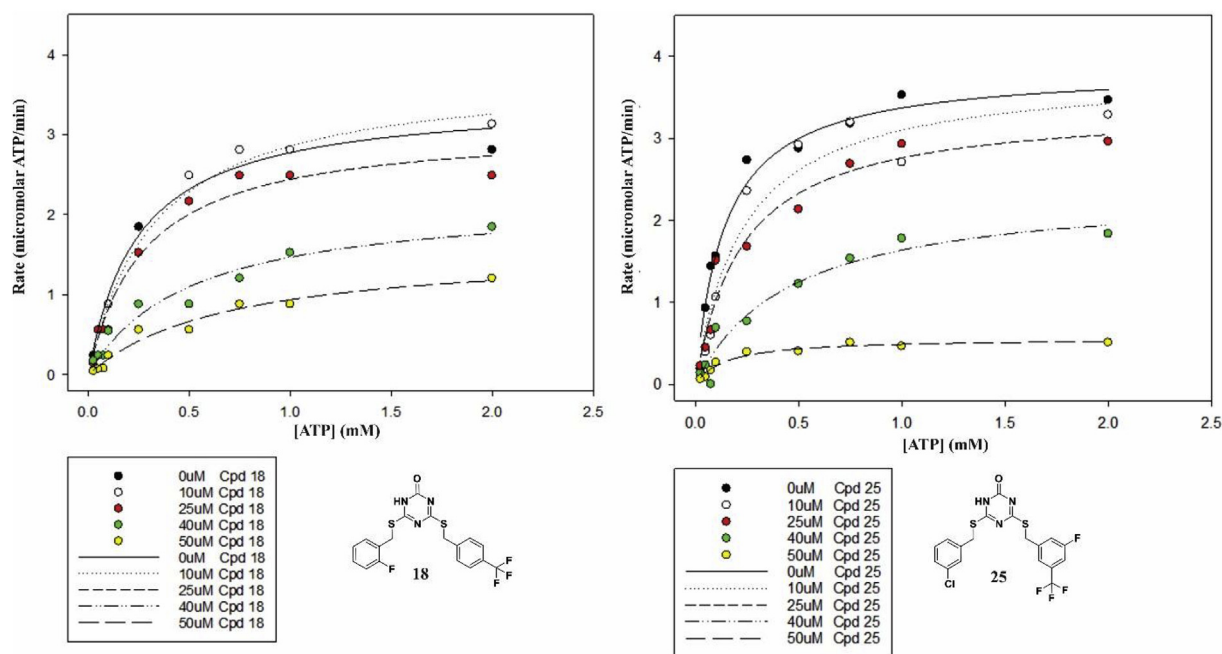 4
3
2
1
0
Rate (micromolar ATP/min)
0.0 0.5 1.0 1.5 2.0 2.5
[ATP] (mM)
0uM Cpd 18
10uM Cpd 18
25uM Cpd 18
40uM Cpd 18
50uM Cpd 18
0uM Cpd 18
10uM Cpd 18
25uM Cpd 18
40uM Cpd 18
50uM Cpd 18
O
HN N
S N S
F
F
F F
18
4
3
2
1
0
Rate (micromolar ATP/min)
0.0 0.5 1.0 1.5 2.0 2.5
[ATP] (mM)
0uM Cpd 25
10uM Cpd 25
25uM Cpd 25
40uM Cpd 25
50uM Cpd 25
0uM Cpd 25
10uM Cpd 25
25uM Cpd 25
40uM Cpd 25
50uM Cpd 25
O
HN N
S N S
F
Cl
25
F F
F